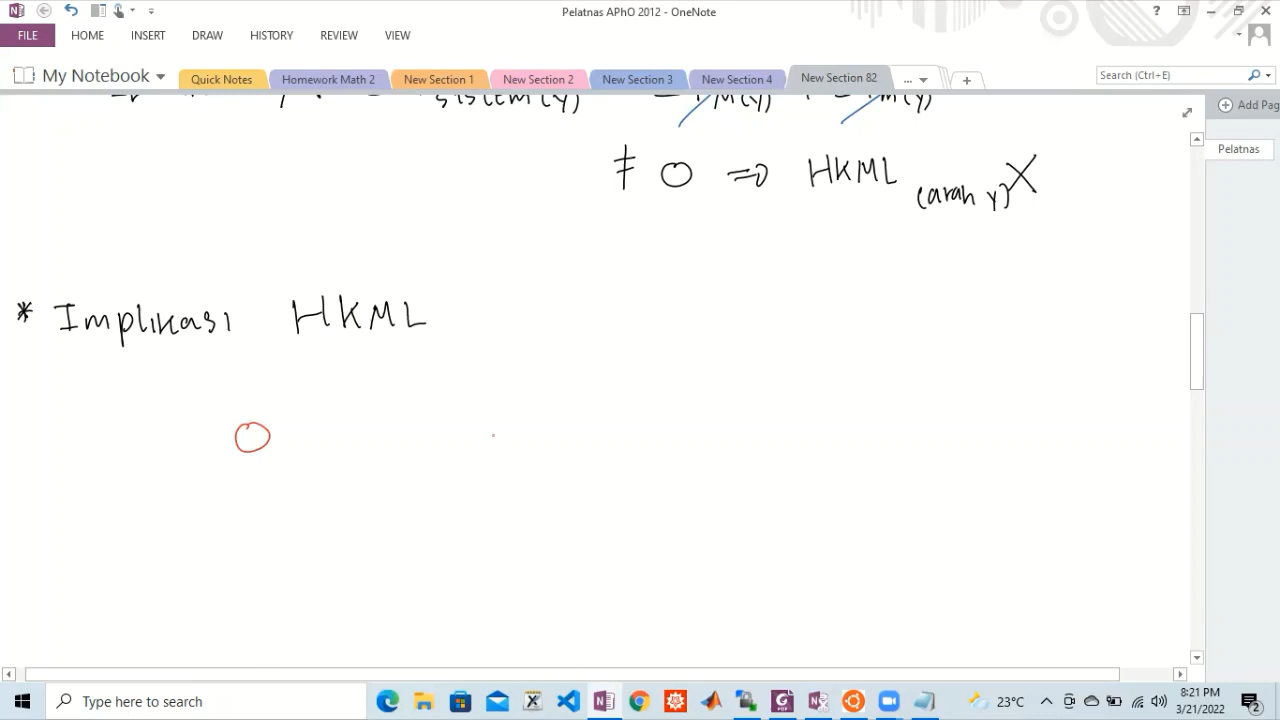 Pelatnas APhO 2012 - OneNote
FILE HOME INSERT DRAW HISTORY REVIEW VIEW
My Notebook Quick Notes Homework Math 2 New Section 1 New Section 2 New Section 3 New Section 4 New Section 82 ... Search (Ctrl+E)
sistem(y)
Add Pag
Pelatnas
≠ 0 ⇒ HKML (arah y) X
* Implikasi HKML
Type here to search
23°C
8:21 PM
3/21/2022
2